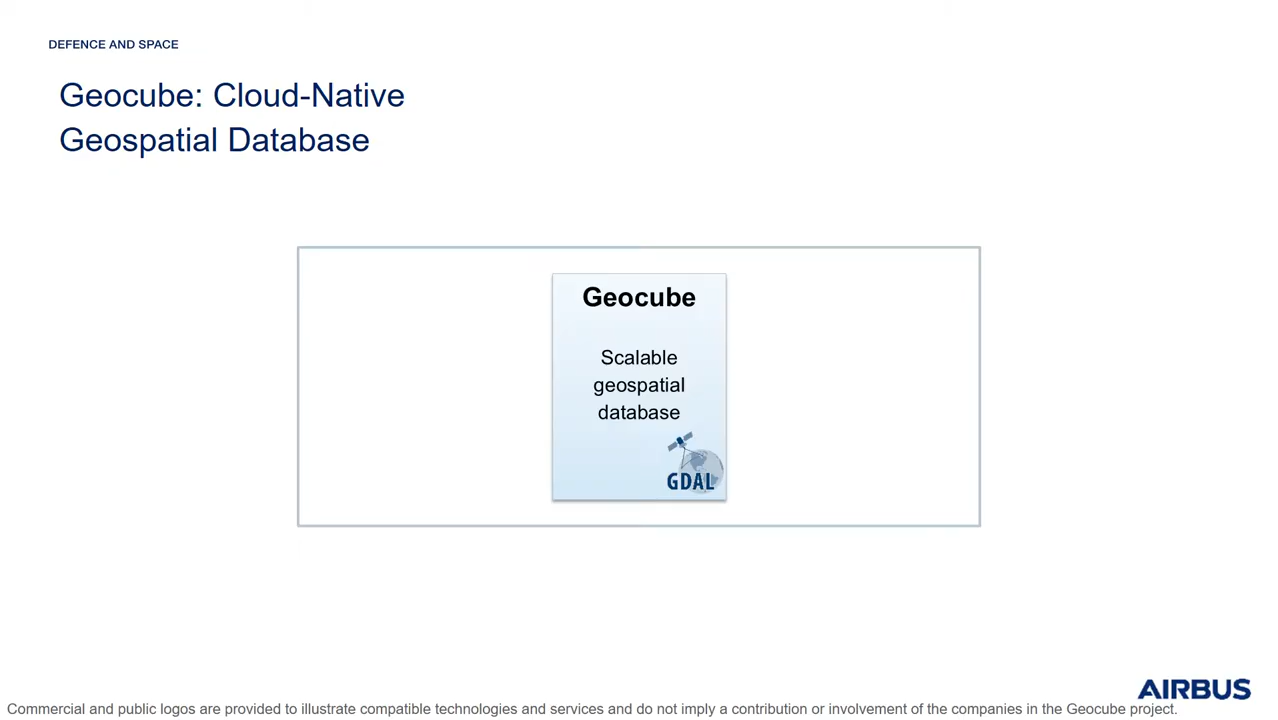 DEFENCE AND SPACE
Geocube: Cloud-Native
Geospatial Database
Geocube
Scalable
geospatial
database
GDAL
AIRBUS
Commercial and public logos are provided to illustrate compatible technologies and services and do not imply a contribution or involvement of the companies in the Geocube project.